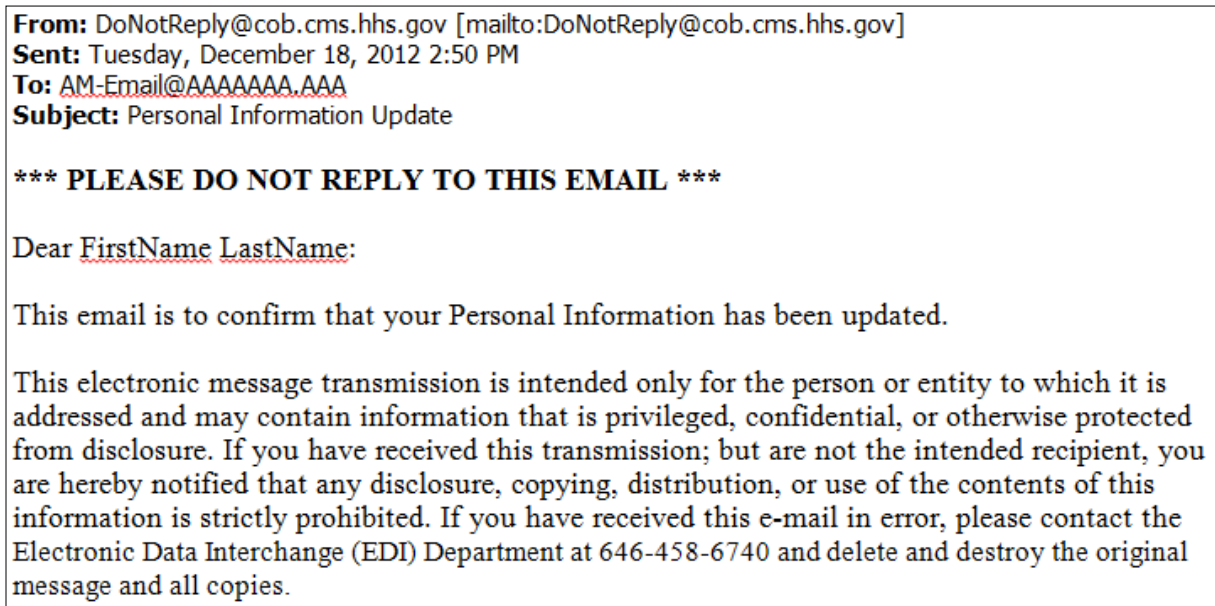 From: DoNotReply@cob.cms.hhs.gov [mailto:DoNotReply@cob.cms.hhs.gov]
Sent: Tuesday, December 18, 2012 2:50 PM
To: AM-Email@AAAAAAA.AAA
Subject: Personal Information Update
*** PLEASE DO NOT REPLY TO THIS EMAIL ***
Dear FirstName LastName:
This email is to confirm that your Personal Information has been updated.
This electronic message transmission is intended only for the person or entity to which it is
addressed and may contain information that is privileged, confidential, or otherwise protected
from disclosure. If you have received this transmission; but are not the intended recipient, you
are hereby notified that any disclosure, copying, distribution, or use of the contents of this
information is strictly prohibited. If you have received this e-mail in error, please contact the
Electronic Data Interchange (EDI) Department at 646-458-6740 and delete and destroy the original
message and all copies.